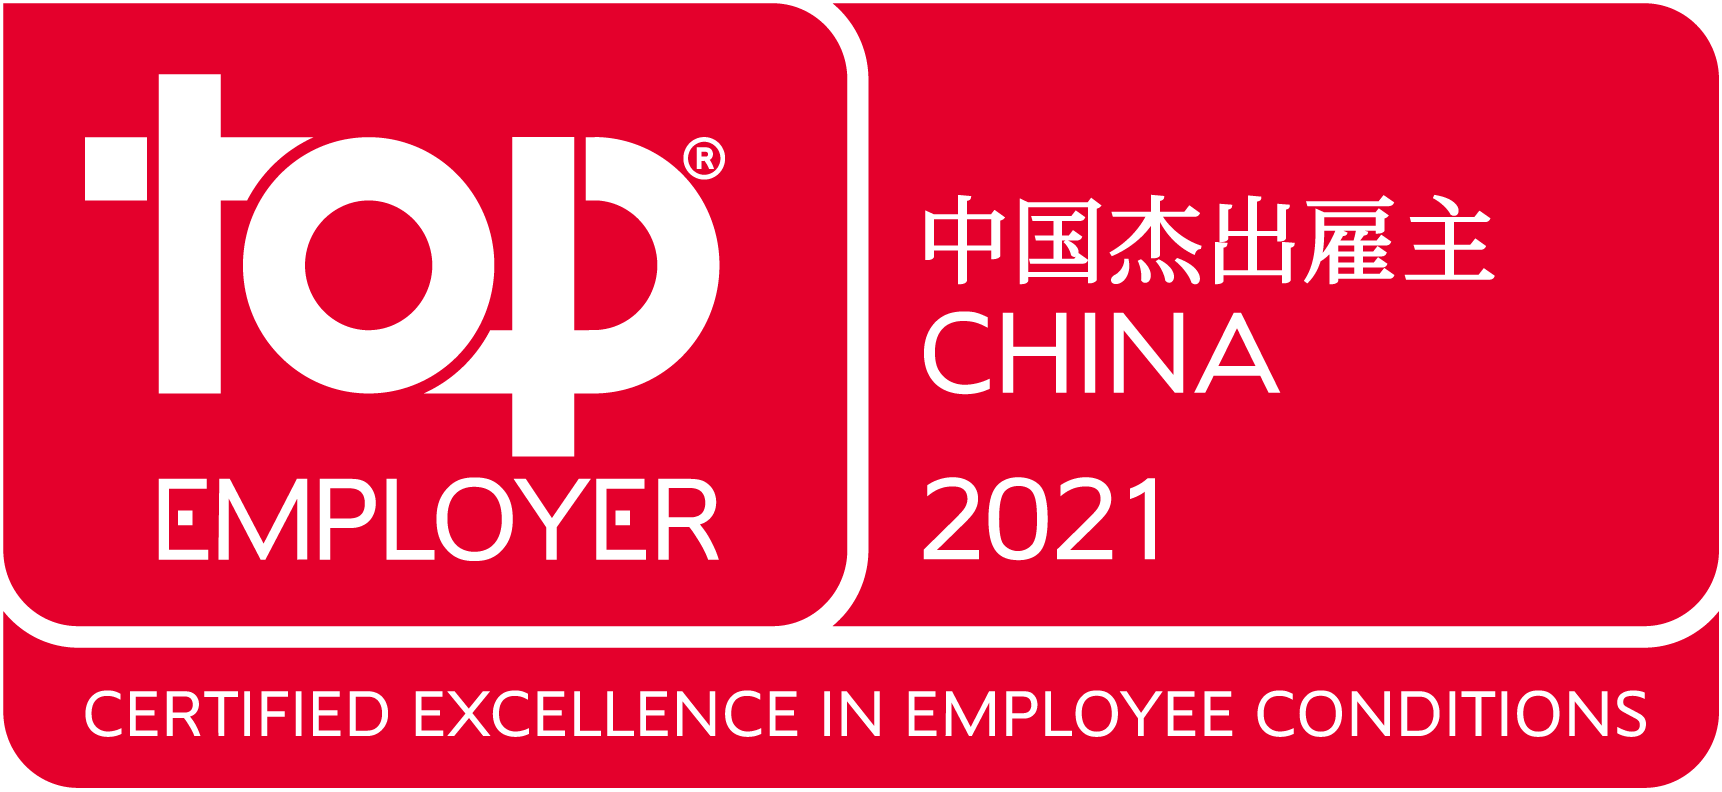 top®
EMPLOYER
中国杰出雇主
CHINA
2021
CERTIFIED EXCELLENCE IN EMPLOYEE CONDITIONS